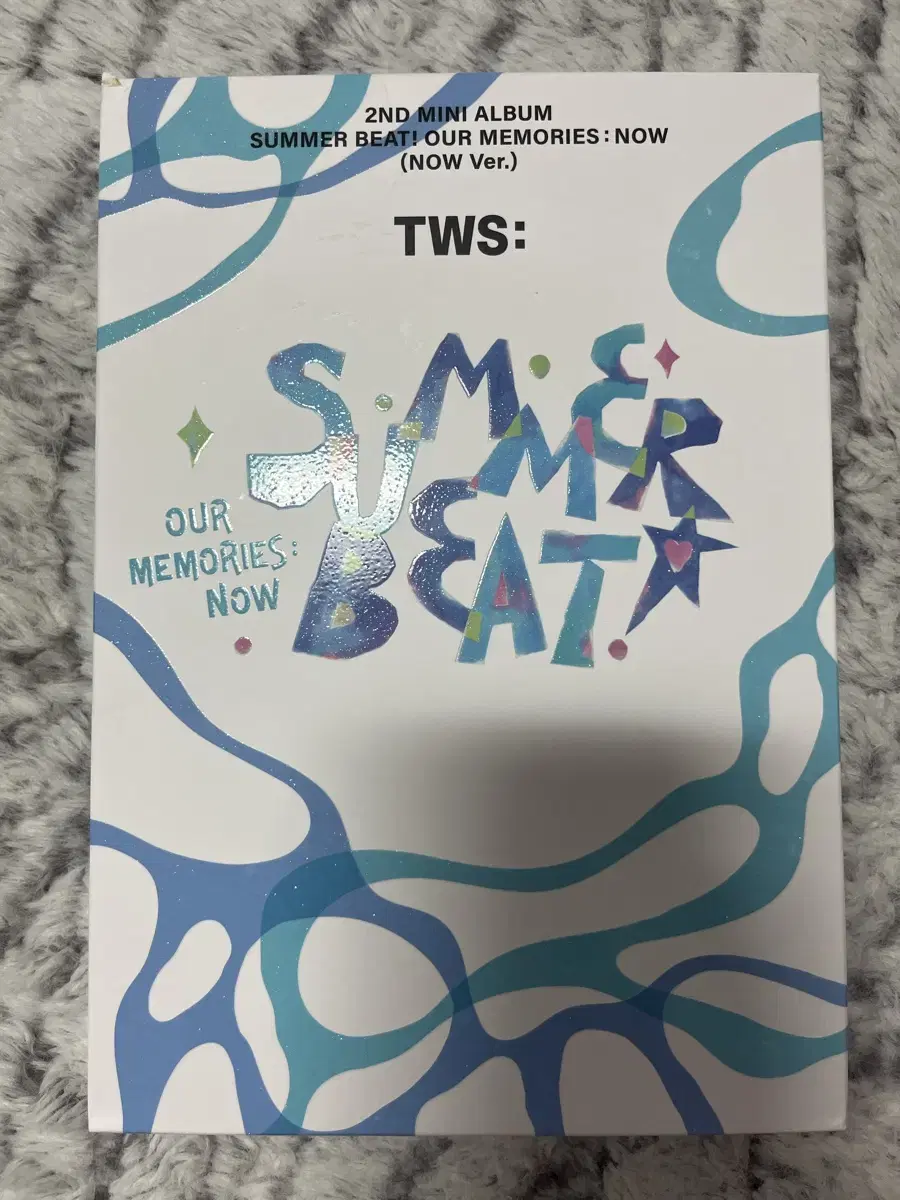 2ND MINI ALBUM
SUMMER BEAT! OUR MEMORIES : NOW
(NOW Ver.)
TWS:
SUMMER
BEAT!
OUR
MEMORIES:
NOW